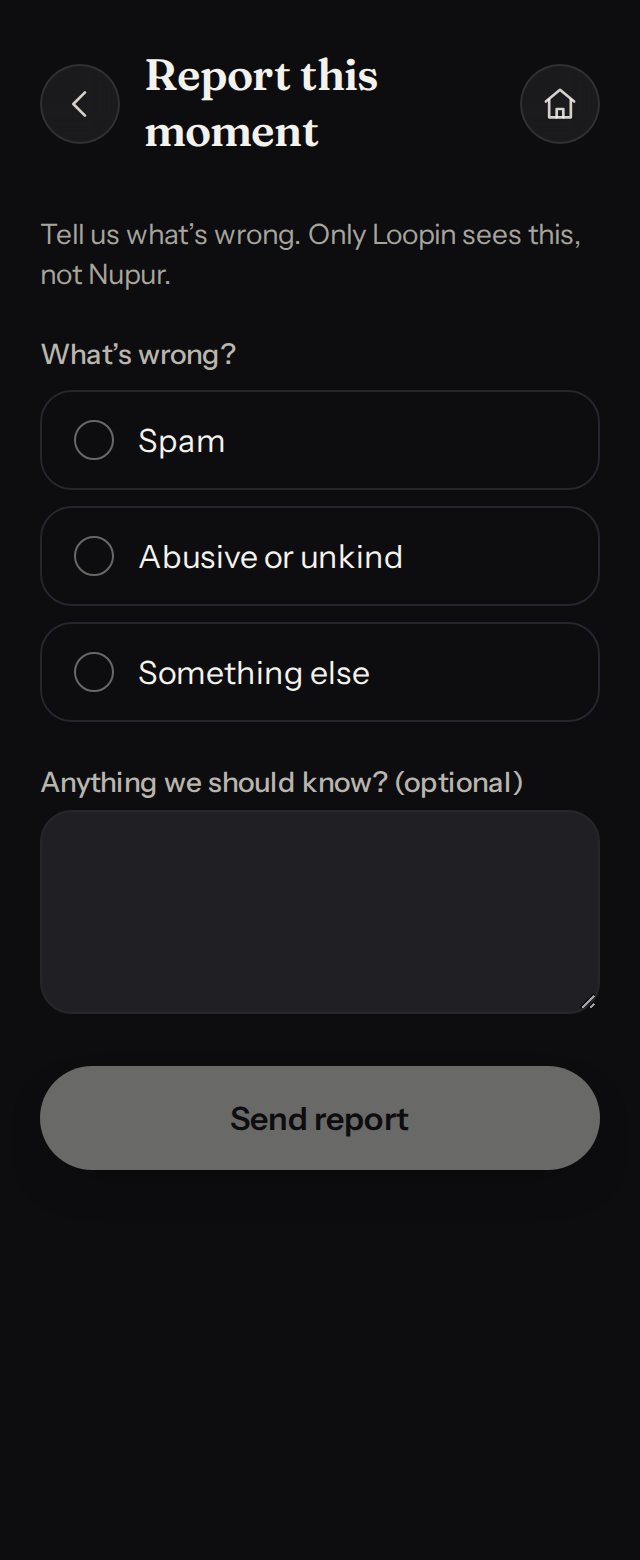 Report this
moment
Tell us what’s wrong. Only Loopin sees this,
not Nupur.
What’s wrong?
Spam
Abusive or unkind
Something else
Anything we should know? (optional)
Send report